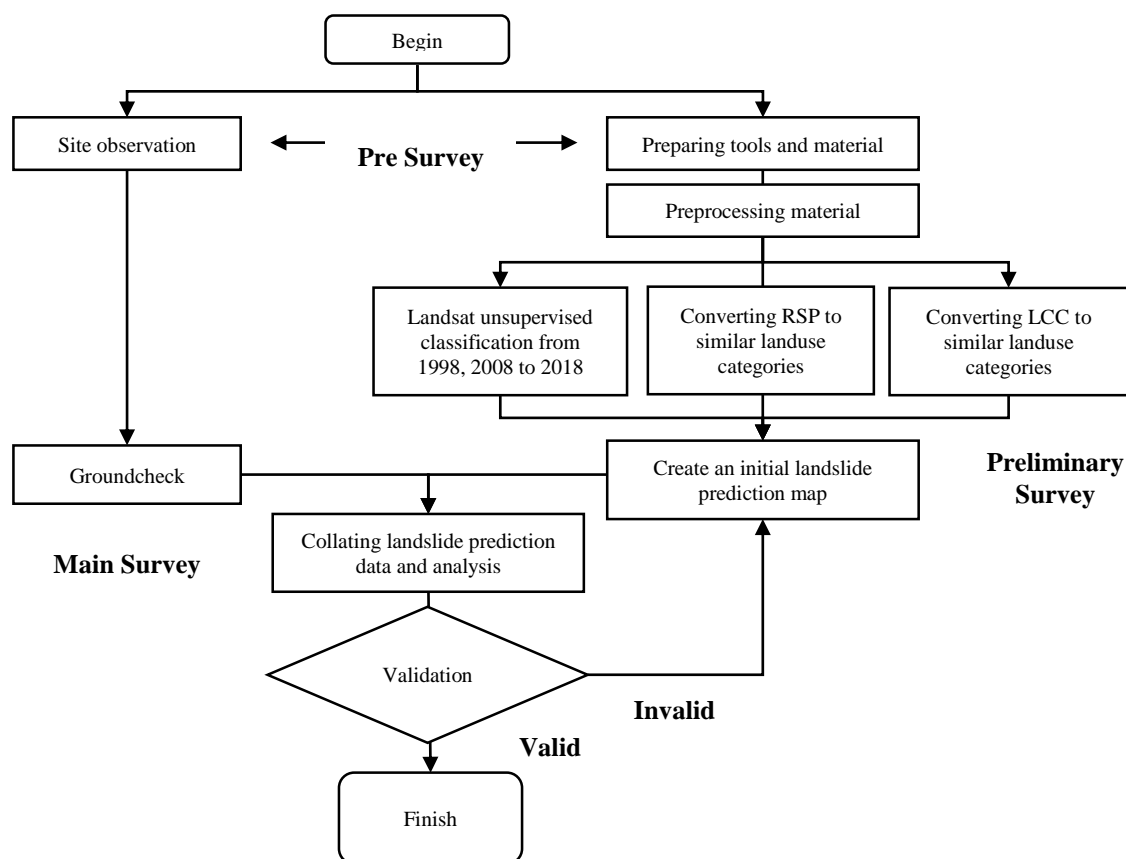 Begin
Site observation
Pre Survey
Preparing tools and material
Preprocessing material
Landsat unsupervised
classification from
1998, 2008 to 2018
Converting RSP to
similar landuse
categories
Converting LCC to
similar landuse
categories
Groundcheck
Create an initial landslide
prediction map
Preliminary
Survey
Main Survey
Collating landslide prediction
data and analysis
Validation
Invalid
Valid
Finish